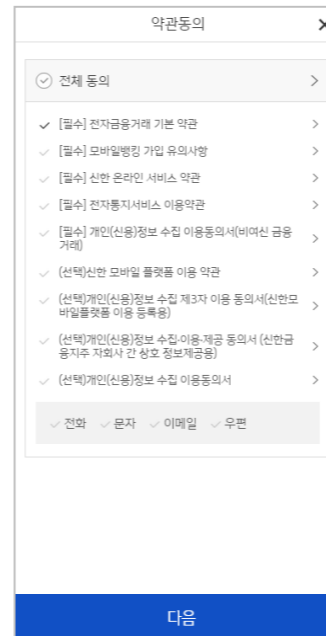 약관동의
전체 동의
[필수] 전자금융거래 기본 약관
[필수] 모바일뱅킹 가입 유의사항
[필수] 신한 온라인 서비스 약관
[필수] 전자통지서비스 이용약관
[필수] 개인(신용)정보 수집 이용동의서(비여신 금융
거래)
(선택)신한 모바일 플랫폼 이용 약관
(선택)개인(신용)정보 수집 제3자 이용 동의서(신한모
바일플랫폼 이용 등록용)
(선택)개인(신용)정보 수집·이용·제공 동의서 (신한금
융지주 자회사 간 상호 정보제공용)
(선택)개인(신용)정보 수집 이용동의서
전화 문자 이메일 우편
다음